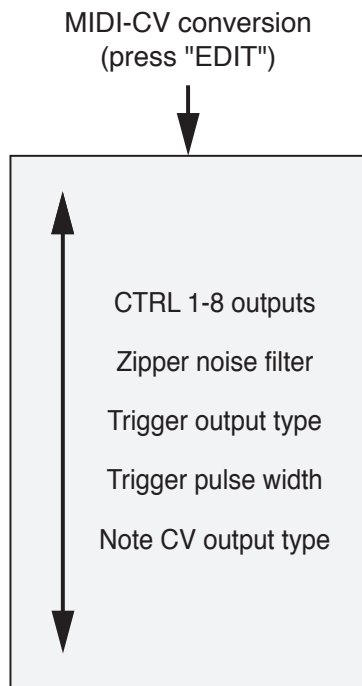 MIDI-CV conversion
(press "EDIT")
CTRL 1-8 outputs
Zipper noise filter
Trigger output type
Trigger pulse width
Note CV output type